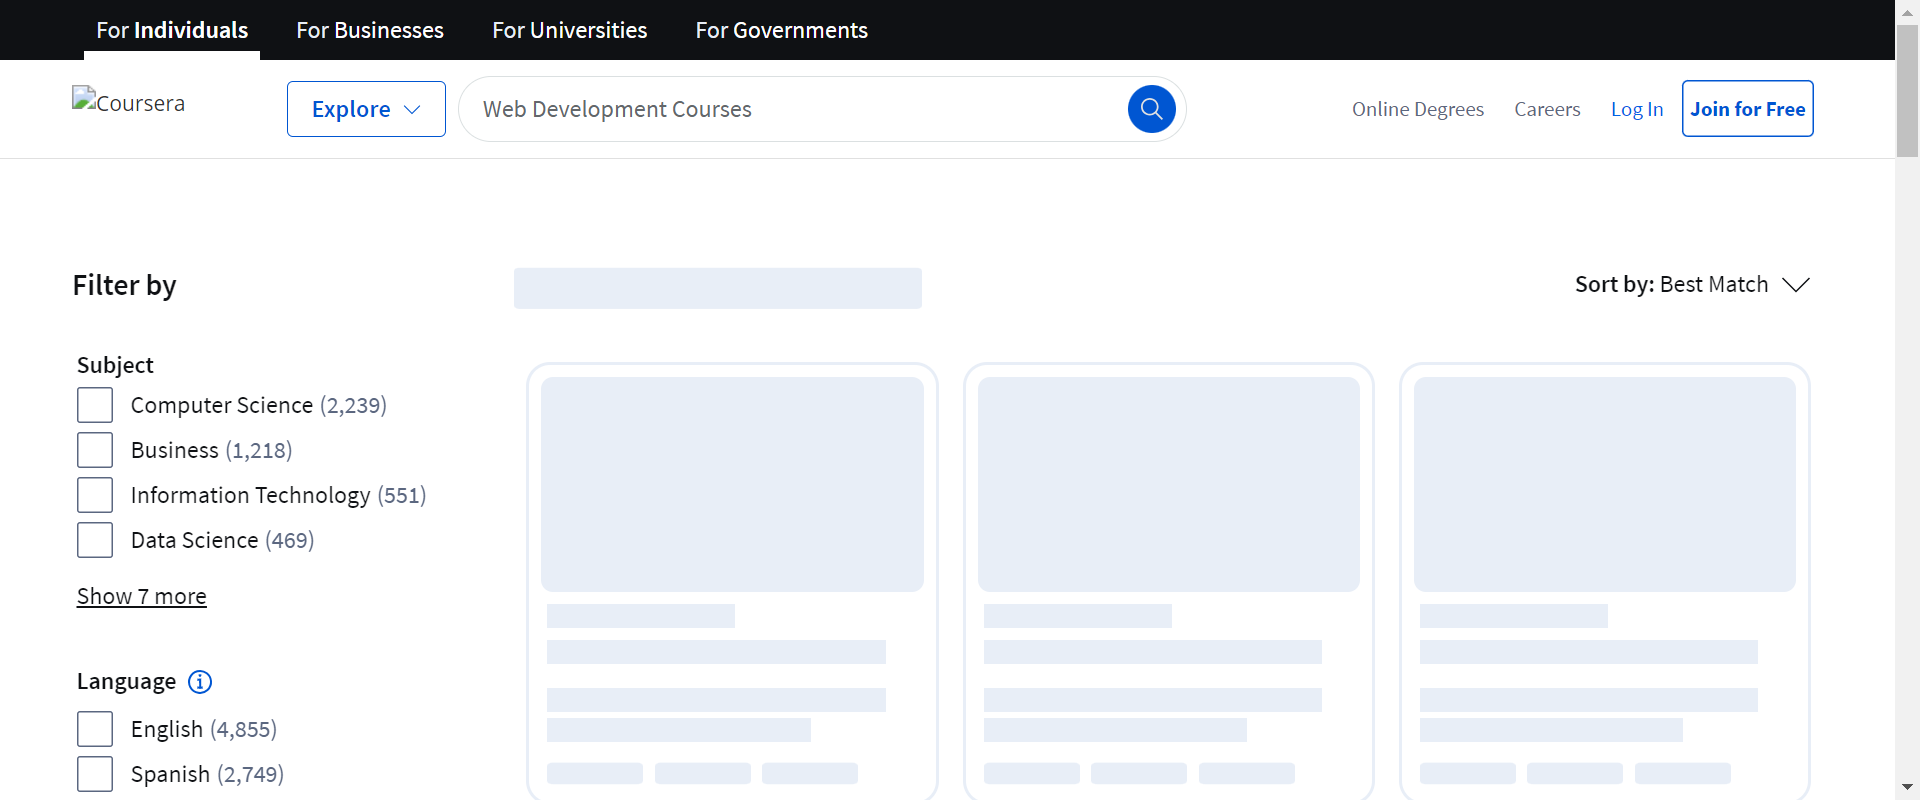 For Individuals
For Businesses
For Universities
For Governments
Coursera
Explore
Web Development Courses
Online Degrees
Careers
Log In
Join for Free
Filter by
Sort by: Best Match
Subject
Computer Science (2,239)
Business (1,218)
Information Technology (551)
Data Science (469)
Show 7 more
Language
English (4,855)
Spanish (2,749)